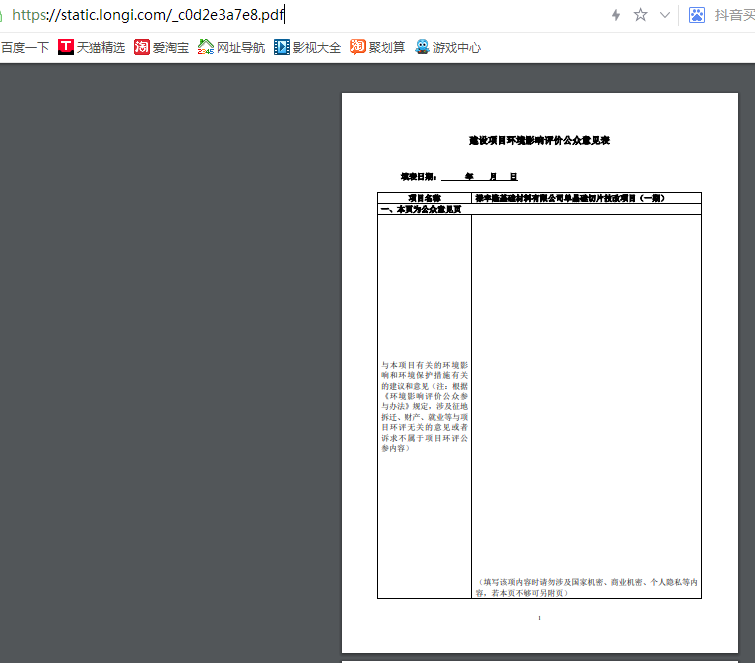 https://static.longi.com/_c0d2e3a7e8.pdf
抖音买
百度一下 天猫精选 爱淘宝 网址导航 影视大全 聚划算 游戏中心
建设项目环境影响评价公众意见表
填表日期: 年 月 日
项目名称 禄丰隆基硅材料有限公司单晶硅切片技改项目（一期）
一、本页为公众意见页
与本项目有关的环境影
响和环境保护措施有关
的建议和意见（注：根据
《环境影响评价公众参
与办法》规定，涉及征地
拆迁、财产、就业等与项
目环评无关的意见或者
诉求不属于项目环评公
参内容）
（填写该项内容时请勿涉及国家机密、商业机密、个人隐私等内
容，若本页不够可另附页）
1